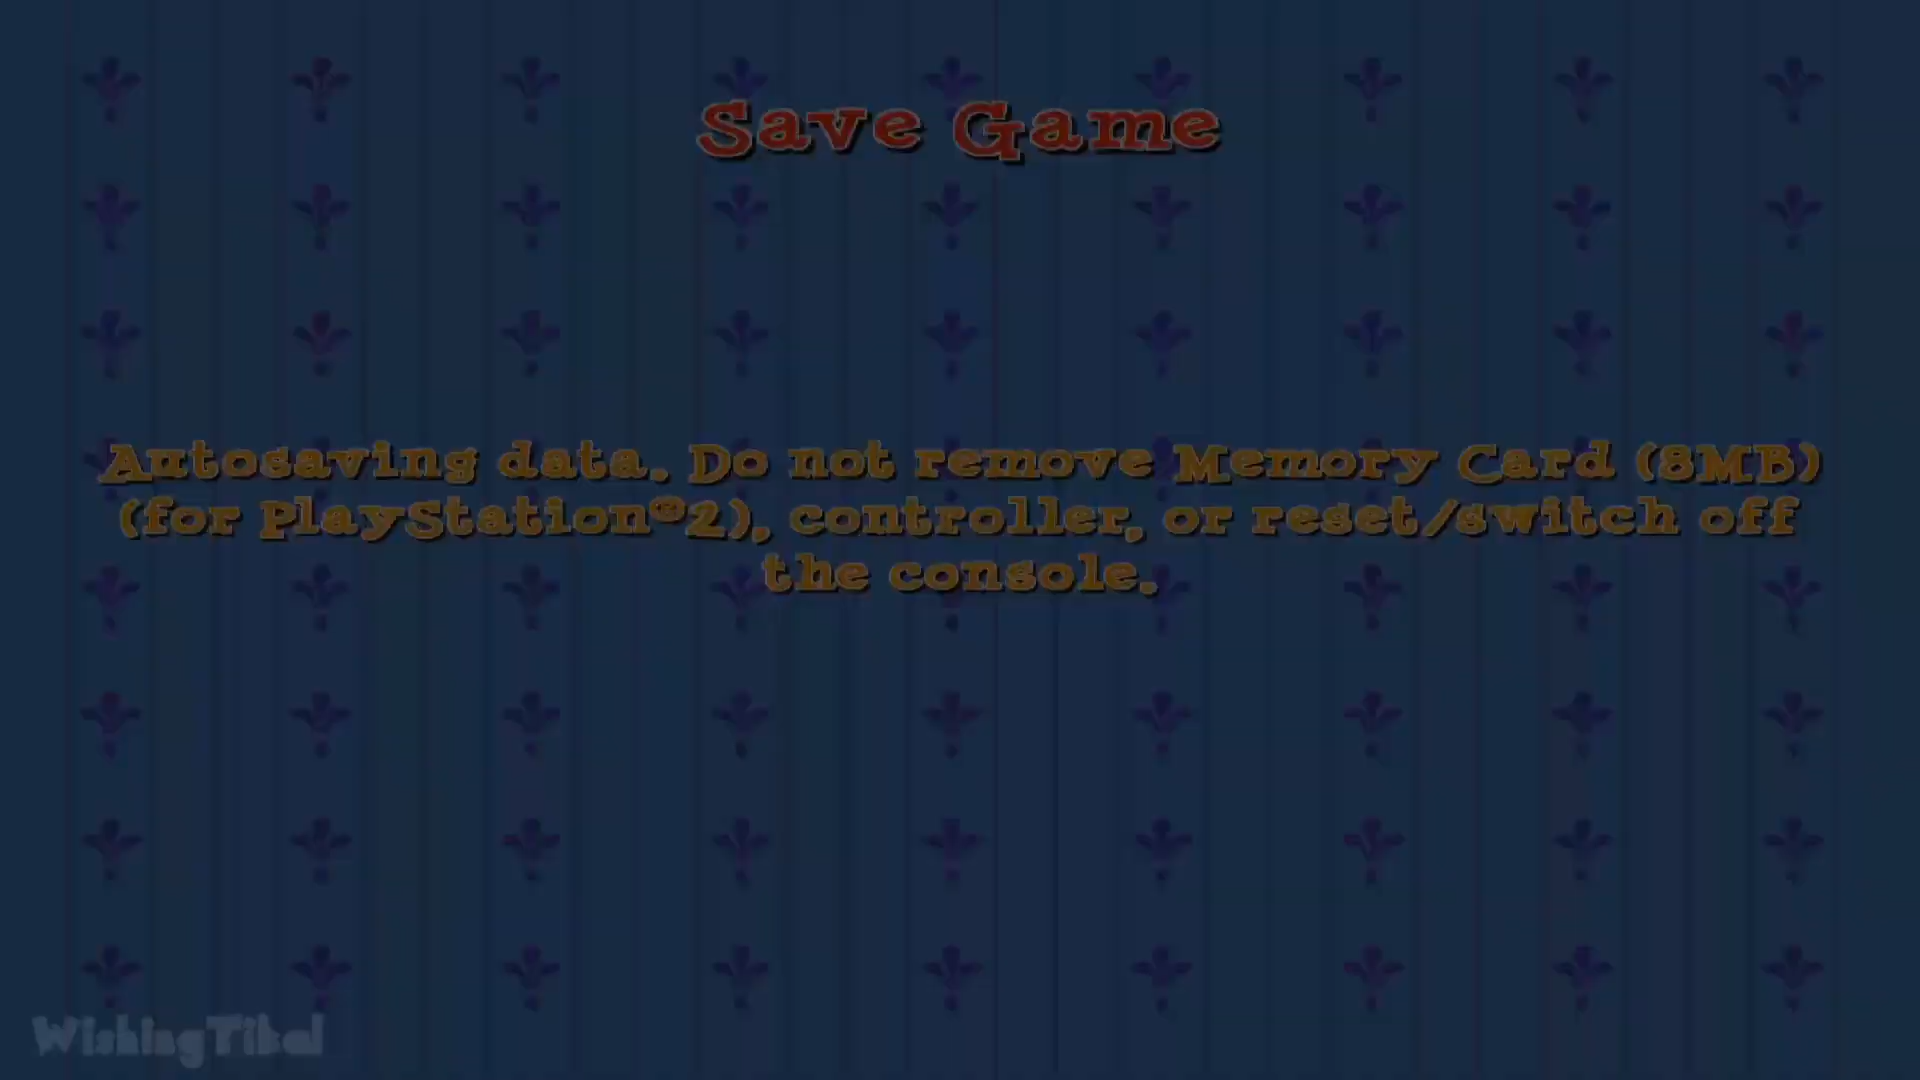 Save Game
Autosaving data. Do not remove Memory Card (8MB)
(for PlayStation®2), controller, or reset/switch off
the console.
WishingTikal